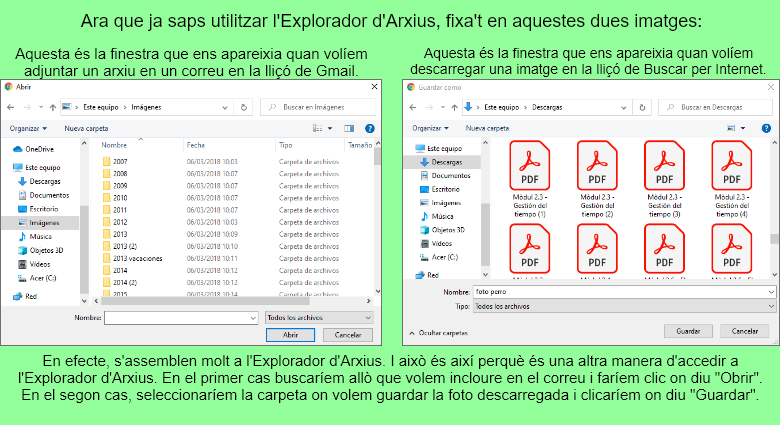 Ara que ja saps utilitzar l'Explorador d'Arxius, fixa't en aquestes dues imatges:
Aquesta és la finestra que ens apareixia quan volíem
adjuntar un arxiu en un correu en la lliçó de Gmail.
Abrir
Este equipo > Imágenes
Buscar en Imágenes
Organizar
Nueva carpeta
OneDrive
Este equipo
Descargas
Documentos
Escritorio
Imágenes
Música
Objetos 3D
Vídeos
Acer (C:)
Red
Nombre Fecha Tipo Tamaño
2007 06/03/2018 10:03 Carpeta de archivos
2008 06/03/2018 10:07 Carpeta de archivos
2009 06/03/2018 10:07 Carpeta de archivos
2010 06/03/2018 10:07 Carpeta de archivos
2011 06/03/2018 10:07 Carpeta de archivos
2012 06/03/2018 10:08 Carpeta de archivos
2013 06/03/2018 10:09 Carpeta de archivos
2013 (2) 06/03/2018 10:10 Carpeta de archivos
2013 vacaciones 06/03/2018 10:11 Carpeta de archivos
2014 06/03/2018 10:12 Carpeta de archivos
2014 (2) 06/03/2018 10:12 Carpeta de archivos
2015 06/03/2018 10:14 Carpeta de archivos
Nombre:
Todos los archivos
Abrir Cancelar
Aquesta és la finestra que ens apareixia quan volíem
descarregar una imatge en la lliçó de Buscar per Internet.
Guardar como
Este equipo > Descargas
Buscar en Descargas
Organizar
Nueva carpeta
Este equipo
Descargas
Documentos
Escritorio
Imágenes
Música
Objetos 3D
Vídeos
Acer (C:)
Red
PDF PDF PDF PDF
Mòdul 2.3 - Mòdul 2.3 - Mòdul 2.3 - Mòdul 2.3 -
Gestión del Gestión del Gestión del Gestión del
tiempo (1) tiempo (2) tiempo (3) tiempo (4)
PDF PDF PDF PDF
Nombre: foto perro
Tipo: Todos los archivos
Ocultar carpetas
Guardar Cancelar
En efecte, s'assemblen molt a l'Explorador d'Arxius. I això és així perquè és una altra manera d'accedir a
l'Explorador d'Arxius. En el primer cas buscaríem allò que volem incloure en el correu i faríem clic on diu "Obrir".
En el segon cas, seleccionaríem la carpeta on volem guardar la foto descarregada i clicaríem on diu "Guardar".